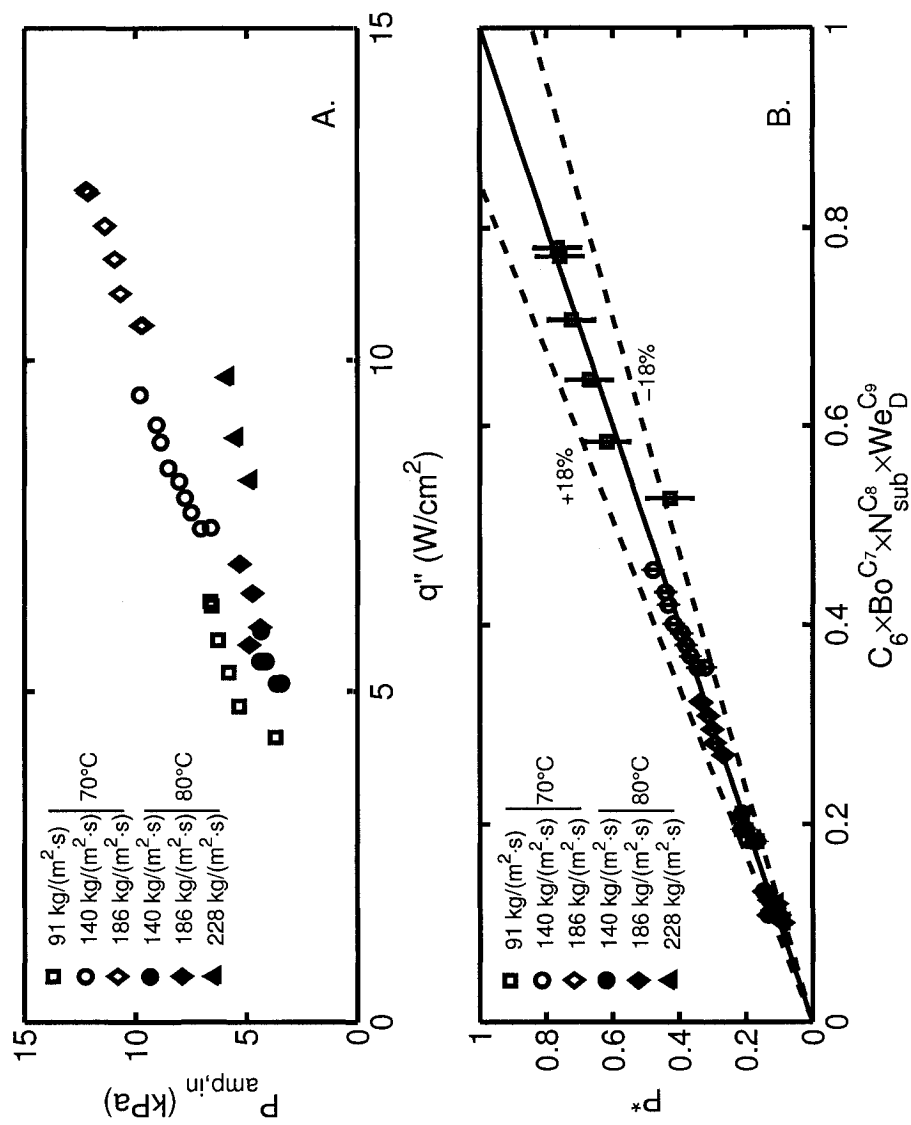 15
10
5
0
P_amp,in (kPa)
91 kg/(m²·s)
140 kg/(m²·s)
186 kg/(m²·s)
140 kg/(m²·s)
186 kg/(m²·s)
228 kg/(m²·s)
70°C
80°C
A.
0
5
10
15
q" (W/cm²)
1
0.8
0.6
0.4
0.2
0
P*
91 kg/(m²·s)
140 kg/(m²·s)
186 kg/(m²·s)
140 kg/(m²·s)
186 kg/(m²·s)
228 kg/(m²·s)
70°C
80°C
+18%
−18%
B.
0
0.2
0.4
0.6
0.8
1
C₆×Bo^C₇×N_sub^C₈×We_D^C₉